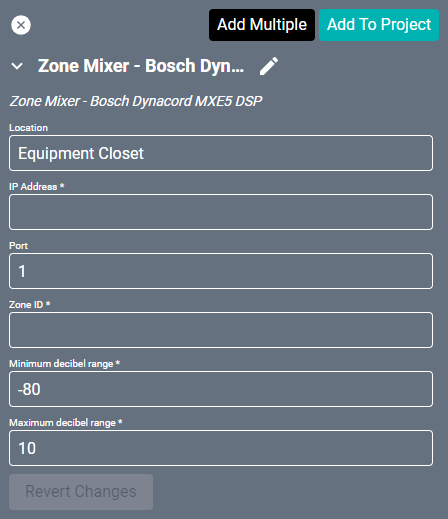 Add Multiple
Add To Project
Zone Mixer - Bosch Dyn...
Zone Mixer - Bosch Dynacord MXE5 DSP
Location
Equipment Closet
IP Address *
Port
1
Zone ID *
Minimum decibel range *
-80
Maximum decibel range *
10
Revert Changes